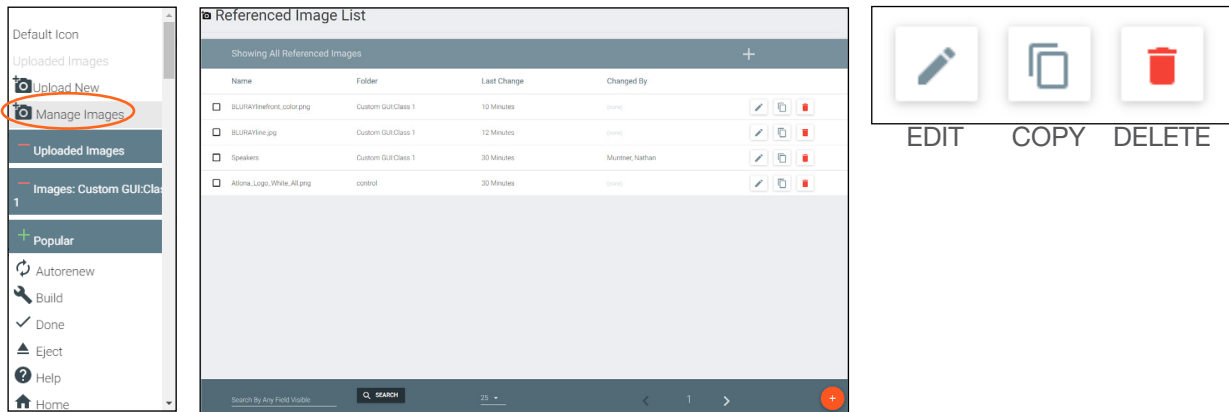 Default Icon
Uploaded Images
Upload New
Manage Images
Uploaded Images
Images: Custom GUI:Clas
1
Popular
Autorenew
Build
Done
Eject
Help
Home
Referenced Image List
Showing All Referenced Images
Name Folder Last Change Changed By
BLURAYlinefront_color.png Custom GUI:Class 1 10 Minutes (none)
BLURAYline.jpg Custom GUI:Class 1 12 Minutes (none)
Speakers Custom GUI:Class 1 30 Minutes Muntner, Nathan
Atlona_Logo_White_All.png control 30 Minutes (none)
Search By Any Field Visible SEARCH 25 1
EDIT COPY DELETE